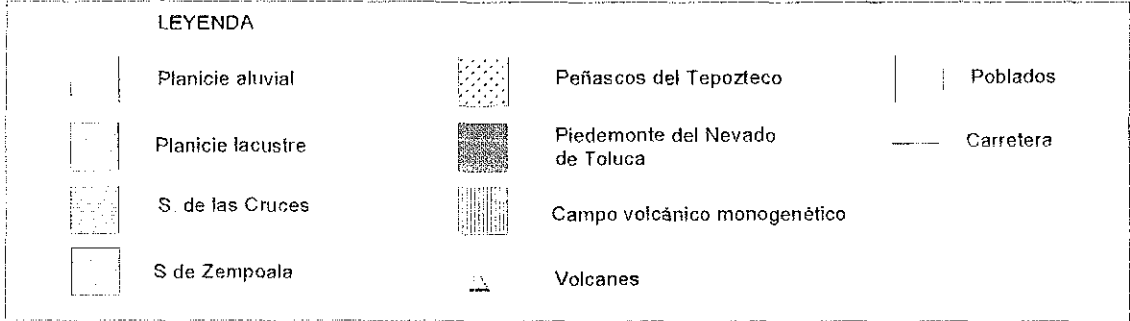 LEYENDA
Planicie aluvial
Planicie lacustre
S. de las Cruces
S de Zempoala
Peñascos del Tepozteco
Piedemonte del Nevado
de Toluca
Campo volcánico monogenético
Volcanes
Poblados
Carretera